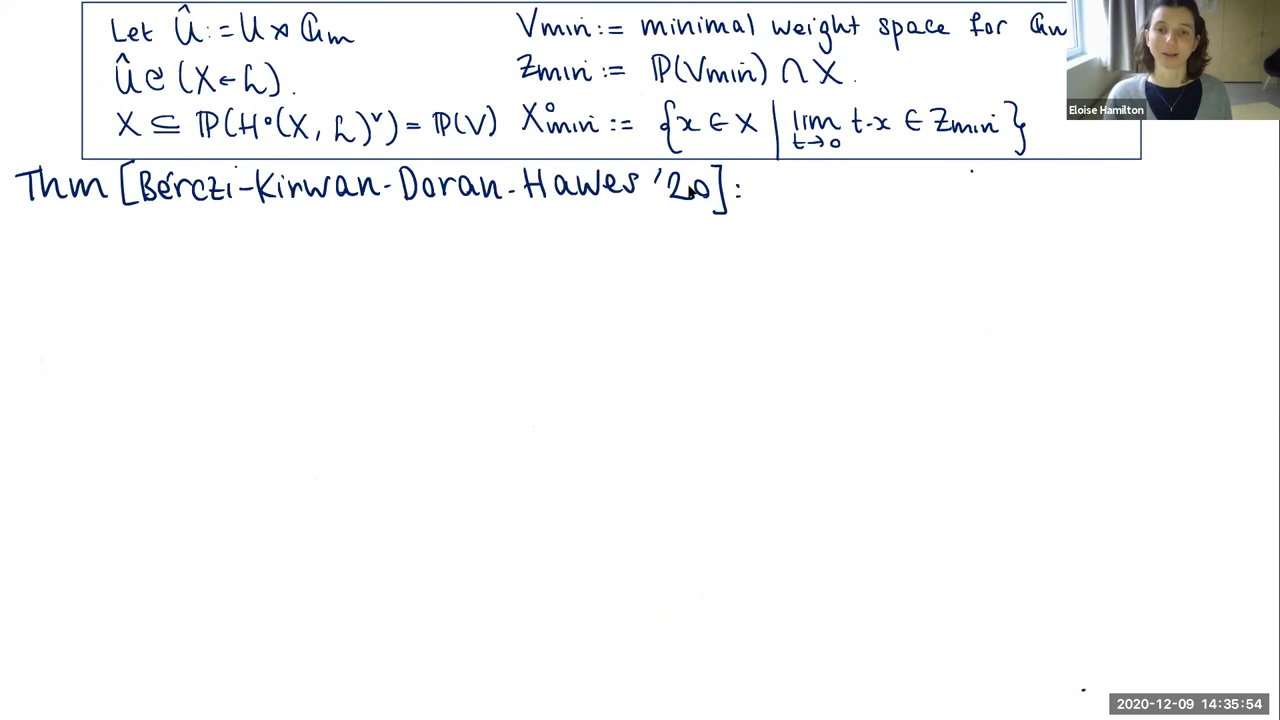 Let Û := U ⋊ Gm
Û ↻ (X ← L).
X ⊆ P(H⁰(X, L)ᵛ) = P(V)
Vmin := minimal weight space for Gm
Zmin := P(Vmin) ∩ X.
X⁰min := {x ∈ X | lim t→0 t·x ∈ Zmin}
Eloise Hamilton
Thm [Bérczi-Kirwan-Doran-Hawes '20]:
2020-12-09 14:35:54